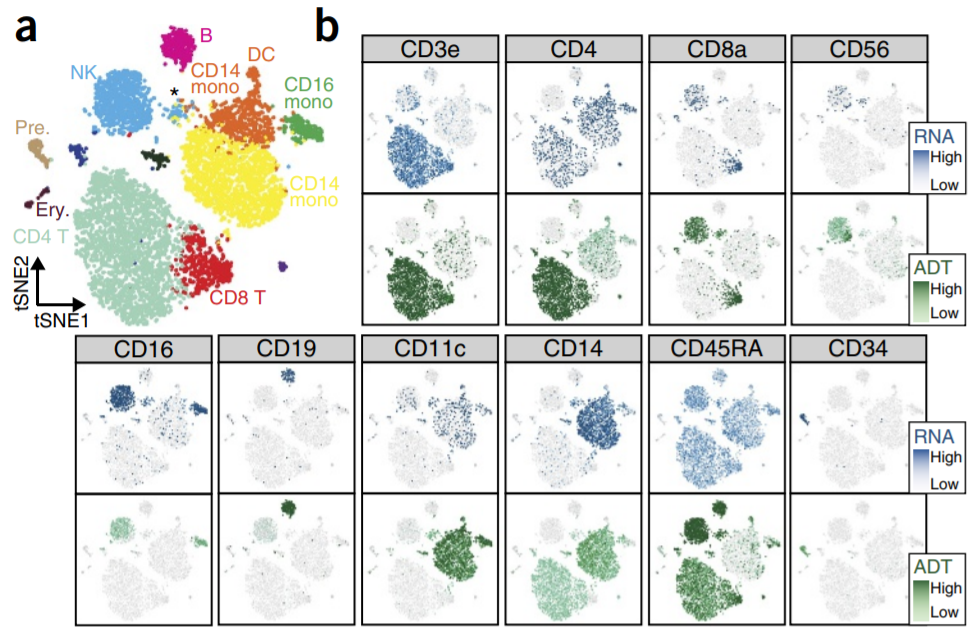 a
B
NK
CD14
mono
DC
CD16
mono
*
Pre.
Ery.
CD14
mono
CD4 T
CD8 T
tSNE2
tSNE1
b
CD3e
CD4
CD8a
CD56
RNA
High
Low
ADT
High
Low
CD16
CD19
CD11c
CD14
CD45RA
CD34
RNA
High
Low
ADT
High
Low